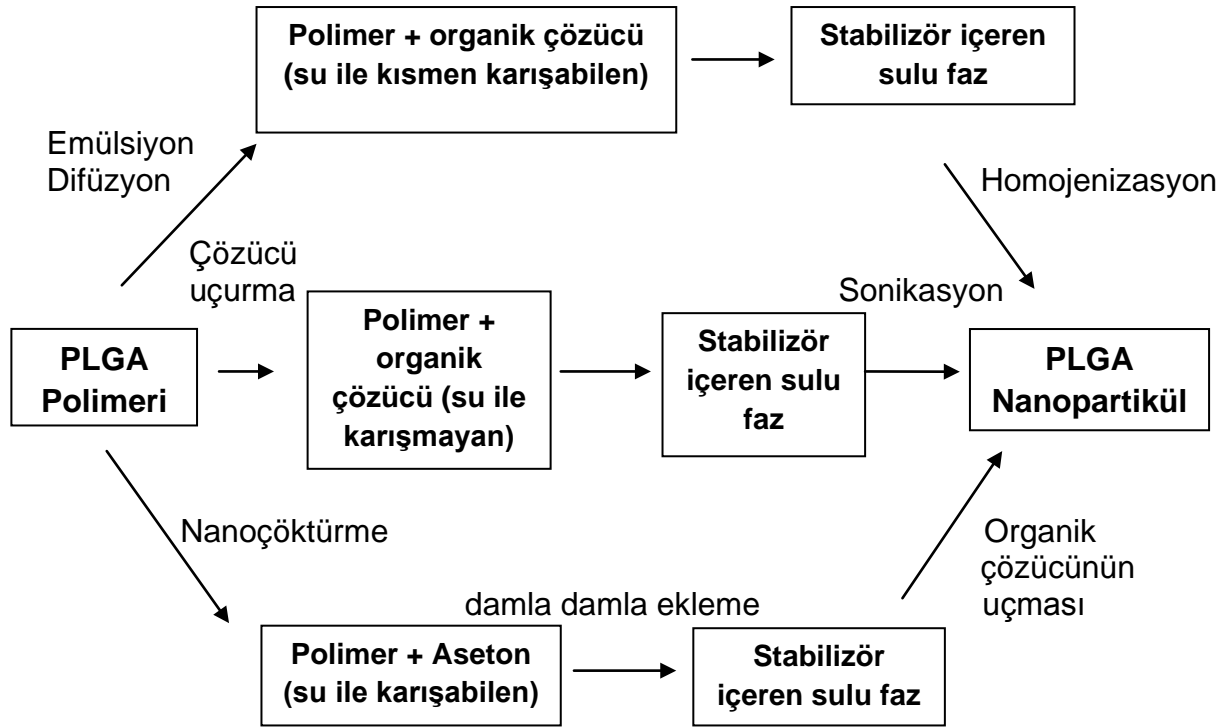 Polimer + organik çözücü
(su ile kısmen karışabilen)
Stabilizör içeren
sulu faz
Emülsiyon
Difüzyon
Homojenizasyon
Çözücü
uçurma
Polimer +
organik
çözücü (su ile
karışmayan)
Stabilizör
içeren sulu
faz
Sonikasyon
PLGA
Polimeri
PLGA
Nanopartikül
Nanoçöktürme
damla damla ekleme
Organik
çözücünün
uçması
Polimer + Aseton
(su ile karışabilen)
Stabilizör
içeren sulu faz